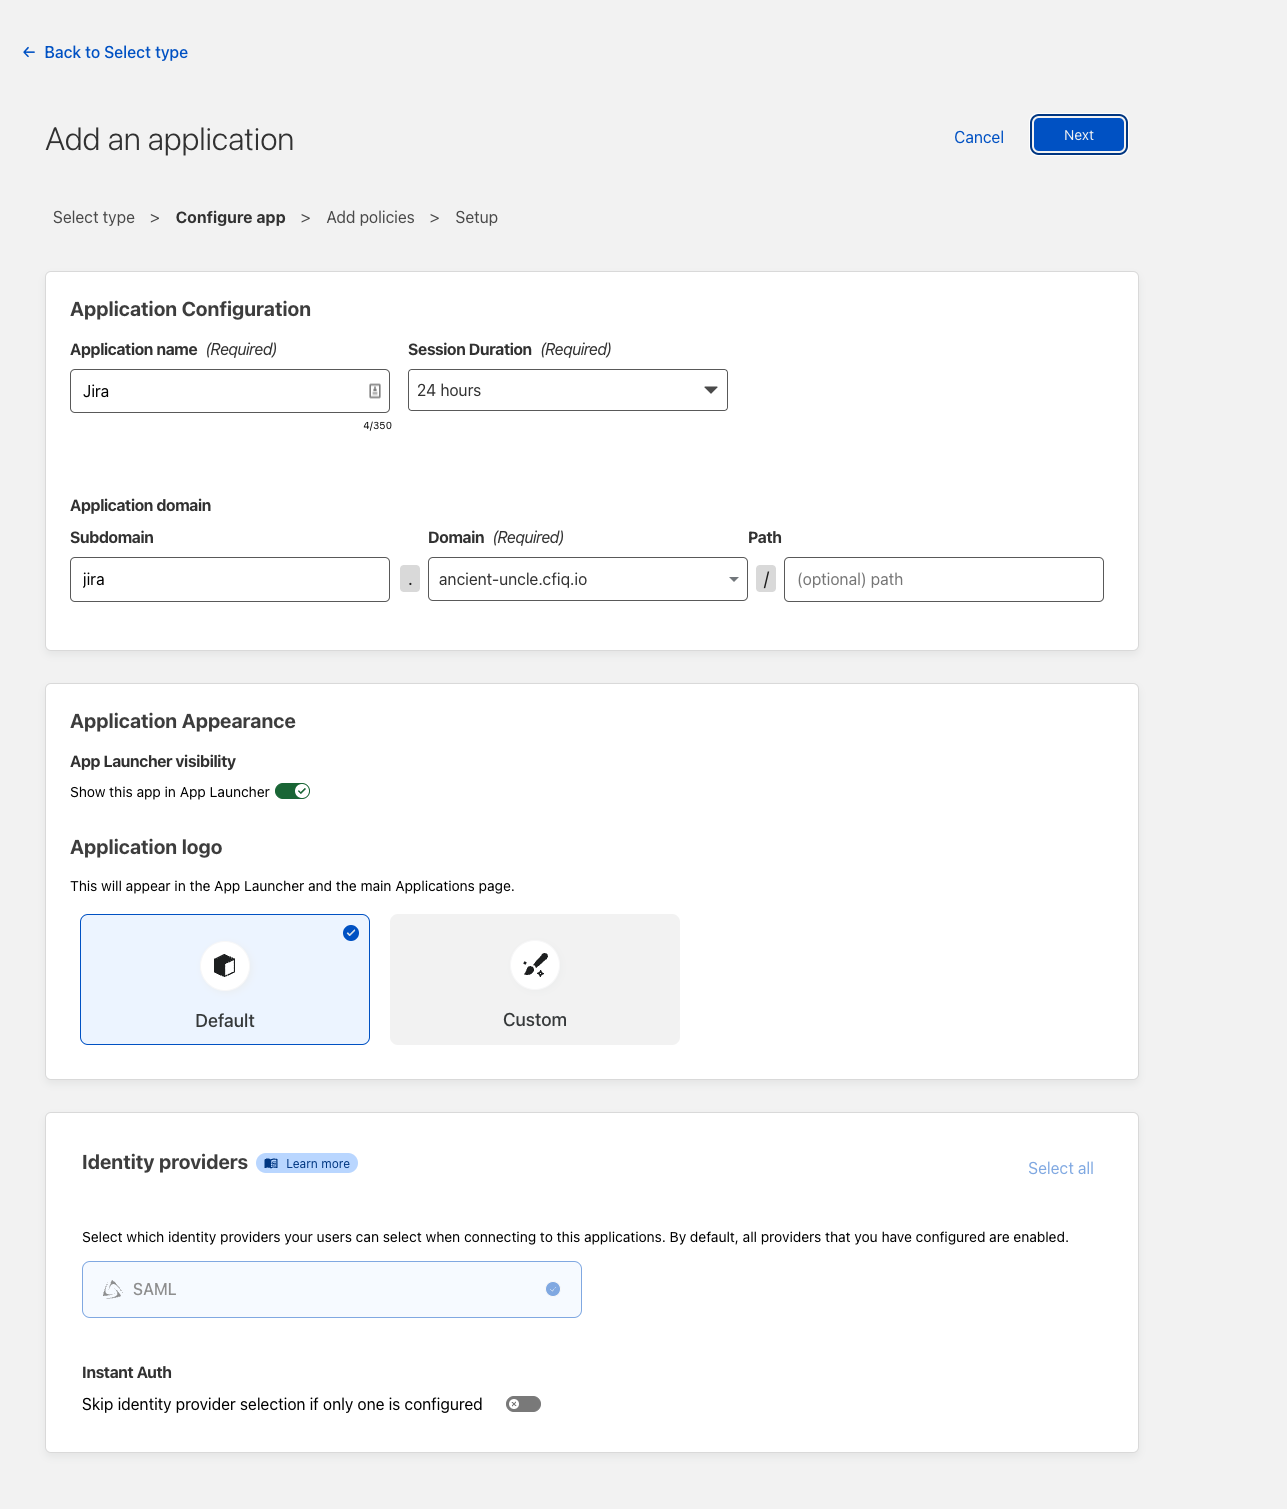 ← Back to Select type
Add an application
Cancel
Next
Select type > Configure app > Add policies > Setup
Application Configuration
Application name (Required)
Session Duration (Required)
Jira
24 hours
4/350
Application domain
Subdomain
Domain (Required)
Path
jira
.
ancient-uncle.cfiq.io
/
(optional) path
Application Appearance
App Launcher visibility
Show this app in App Launcher
Application logo
This will appear in the App Launcher and the main Applications page.
Default
Custom
Identity providers
Learn more
Select all
Select which identity providers your users can select when connecting to this applications. By default, all providers that you have configured are enabled.
SAML
Instant Auth
Skip identity provider selection if only one is configured